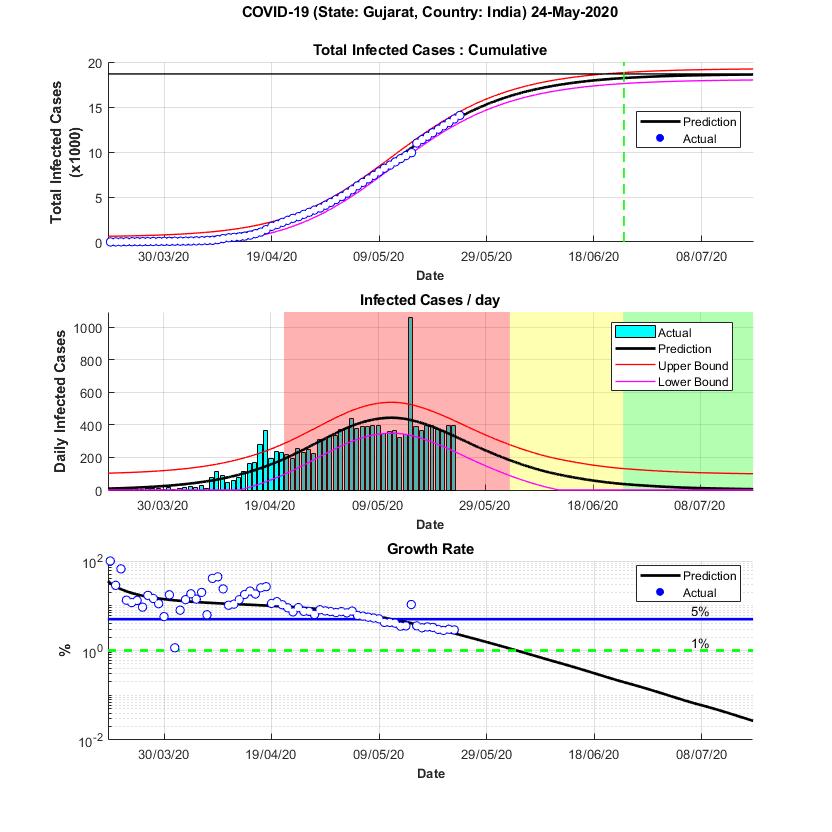 COVID-19 (State: Gujarat, Country: India) 24-May-2020
Total Infected Cases : Cumulative
Total Infected Cases
(x1000)
20
15
10
5
0
Prediction
Actual
30/03/20 19/04/20 09/05/20 29/05/20 18/06/20 08/07/20
Date
Infected Cases / day
Daily Infected Cases
1000
800
600
400
200
0
Actual
Prediction
Upper Bound
Lower Bound
30/03/20 19/04/20 09/05/20 29/05/20 18/06/20 08/07/20
Date
Growth Rate
%
10^2
10^0
10^-2
Prediction
Actual
5%
1%
30/03/20 19/04/20 09/05/20 29/05/20 18/06/20 08/07/20
Date